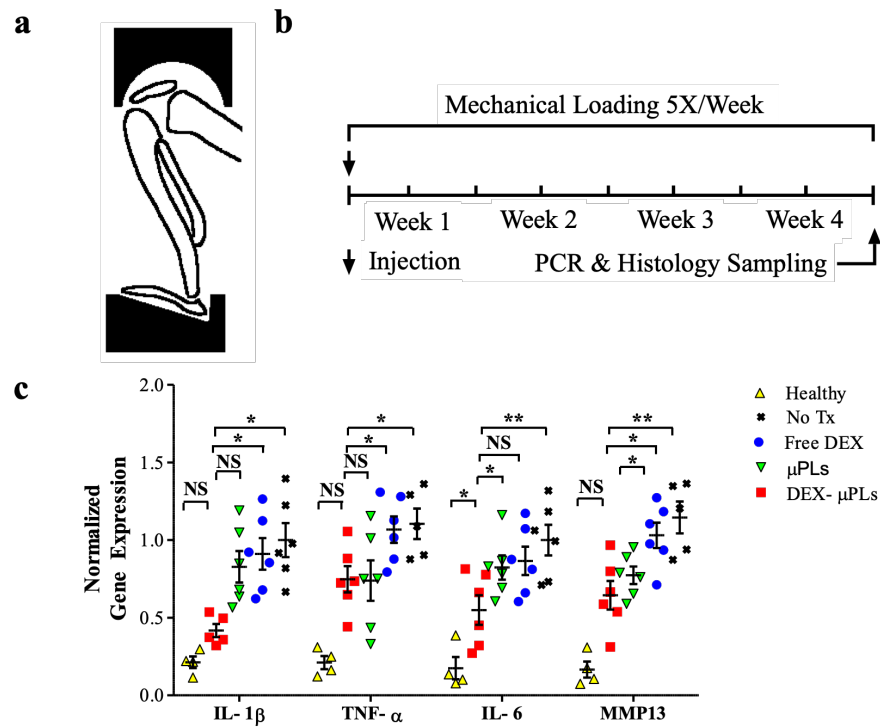 a
b
Mechanical Loading 5X/Week
Week 1 Week 2 Week 3 Week 4
Injection PCR & Histology Sampling
c
Normalized
Gene Expression
2.0
1.5
1.0
0.5
0.0
NS NS * *
NS NS * *
* * NS **
NS * * **
IL- 1β TNF- α IL- 6 MMP13
Healthy
No Tx
Free DEX
µPLs
DEX- µPLs